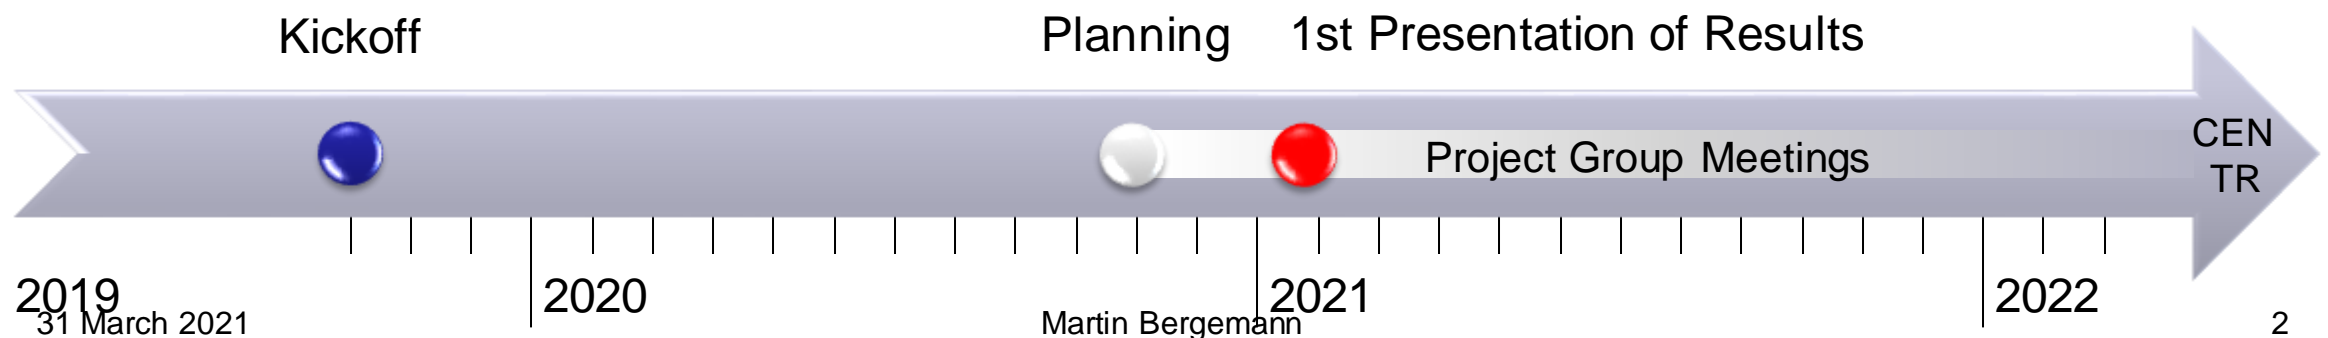 Kickoff
Planning
1st Presentation of Results
Project Group Meetings
CEN
TR
2019
2020
2021
2022
31 March 2021
Martin Bergemann
2